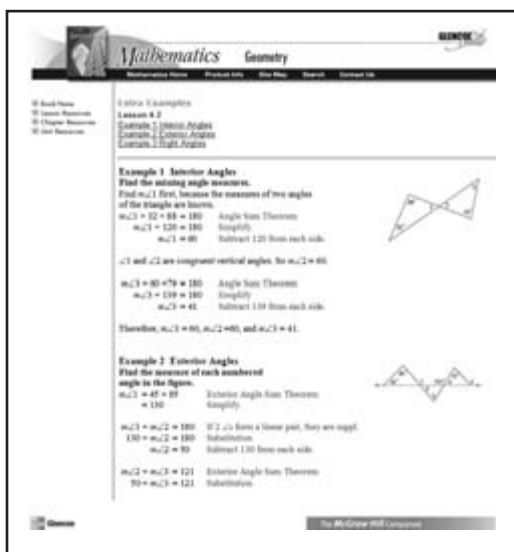 GLENCOE
Mathematics Geometry
Mathematics Home Product Info Site Map Search Contact Us
Book Home
Lesson Resources
Chapter Resources
Unit Resources
Extra Examples
Lesson 4.2
Example 1 Interior Angles
Example 2 Exterior Angles
Example 3 Right Angles
Example 1 Interior Angles
Find the missing angle measures.
Find m∠1 first, because the measures of two angles
of the triangle are known.
m∠1 + 32 + 88 = 180 Angle Sum Theorem
m∠1 + 120 = 180 Simplify.
m∠1 = 60 Subtract 120 from each side.
∠1 and ∠2 are congruent vertical angles. So m∠2 = 60.
m∠3 + 60 + 79 = 180 Angle Sum Theorem
m∠3 + 139 = 180 Simplify
m∠3 = 41 Subtract 139 from each side.
Therefore, m∠1 = 60, m∠2 = 60, and m∠3 = 41.
Example 2 Exterior Angles
Find the measure of each numbered
angle in the figure.
m∠1 = 45 + 85 Exterior Angle Sum Theorem
= 130 Simplify.
m∠1 + m∠2 = 180 If 2 ∠s form a linear pair, they are suppl.
130 + m∠2 = 180 Substitution.
m∠2 = 50 Subtract 130 from each side.
m∠2 + m∠3 = 121 Exterior Angle Sum Theorem
50 + m∠3 = 121 Substitution.
Glencoe
The McGraw-Hill Companies